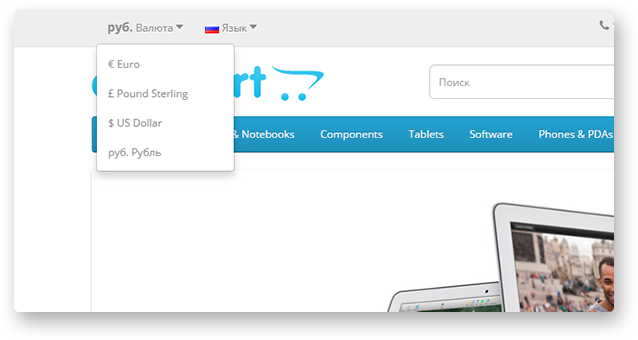 руб. Валюта Язык
€ Euro
£ Pound Sterling
$ US Dollar
руб. Рубль
rt
Поиск
& Notebooks Components Tablets Software Phones & PDAs